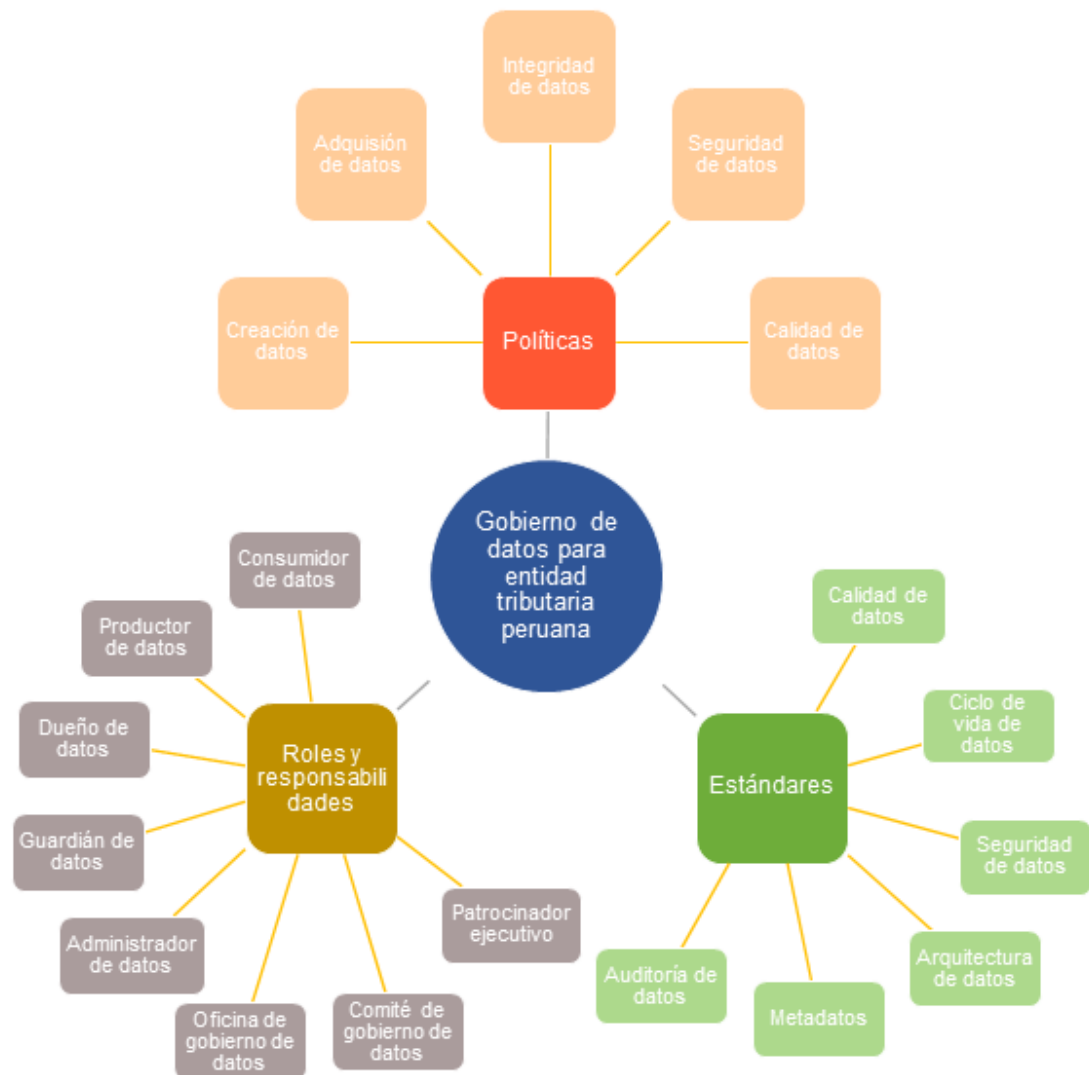 Integridad
de datos
Adquisión
de datos
Seguridad
de datos
Creación de
datos
Políticas
Calidad de
datos
Gobierno de
datos para
entidad
tributaria
peruana
Consumidor
de datos
Productor
de datos
Dueño de
datos
Guardián de
datos
Administrador
de datos
Oficina de
gobierno de
datos
Comité de
gobierno de
datos
Patrocinador
ejecutivo
Roles y
responsabili
dades
Calidad de
datos
Ciclo de
vida de
datos
Estándares
Seguridad
de datos
Arquitectura
de datos
Metadatos
Auditoría de
datos